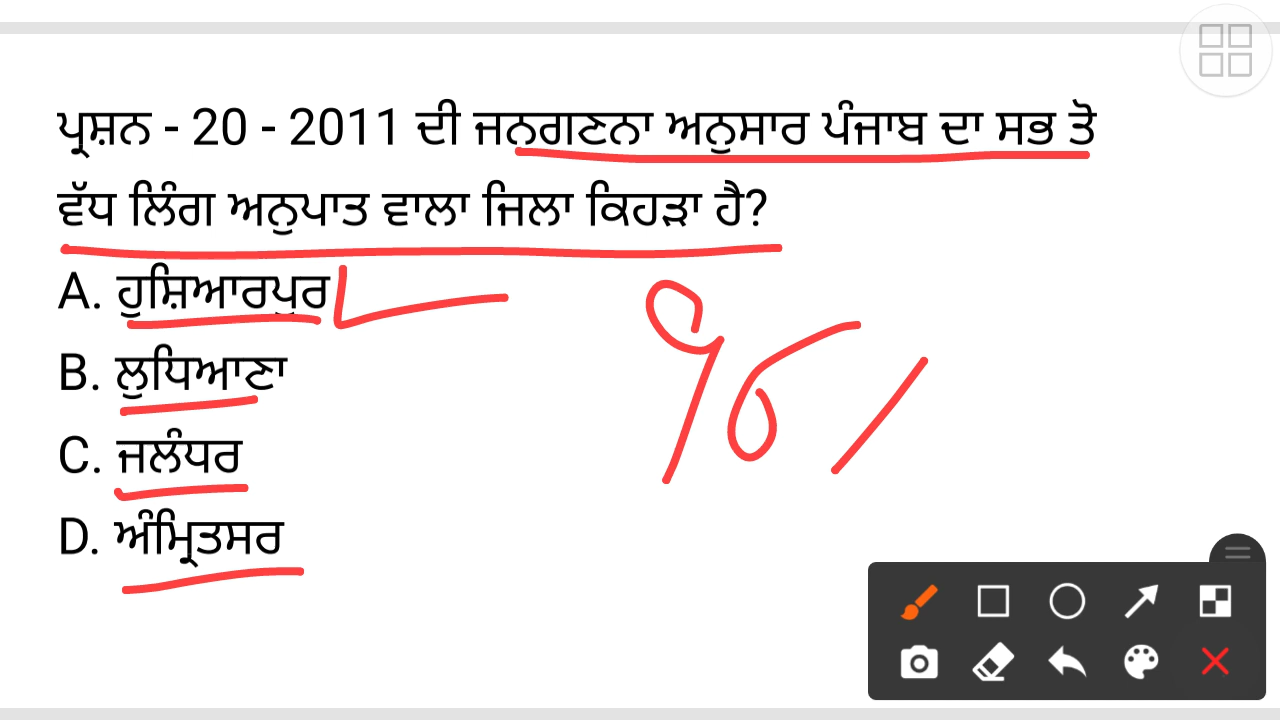 ਪ੍ਰਸ਼ਨ - 20 - 2011 ਦੀ ਜਨਗਣਨਾ ਅਨੁਸਾਰ ਪੰਜਾਬ ਦਾ ਸਭ ਤੋ
ਵੱਧ ਲਿੰਗ ਅਨੁਪਾਤ ਵਾਲਾ ਜਿਲਾ ਕਿਹੜਾ ਹੈ?
A. ਹੁਸ਼ਿਆਰਪੁਰ
B. ਲੁਧਿਆਣਾ
C. ਜਲੰਧਰ
D. ਅੰਮ੍ਰਿਤਸਰ